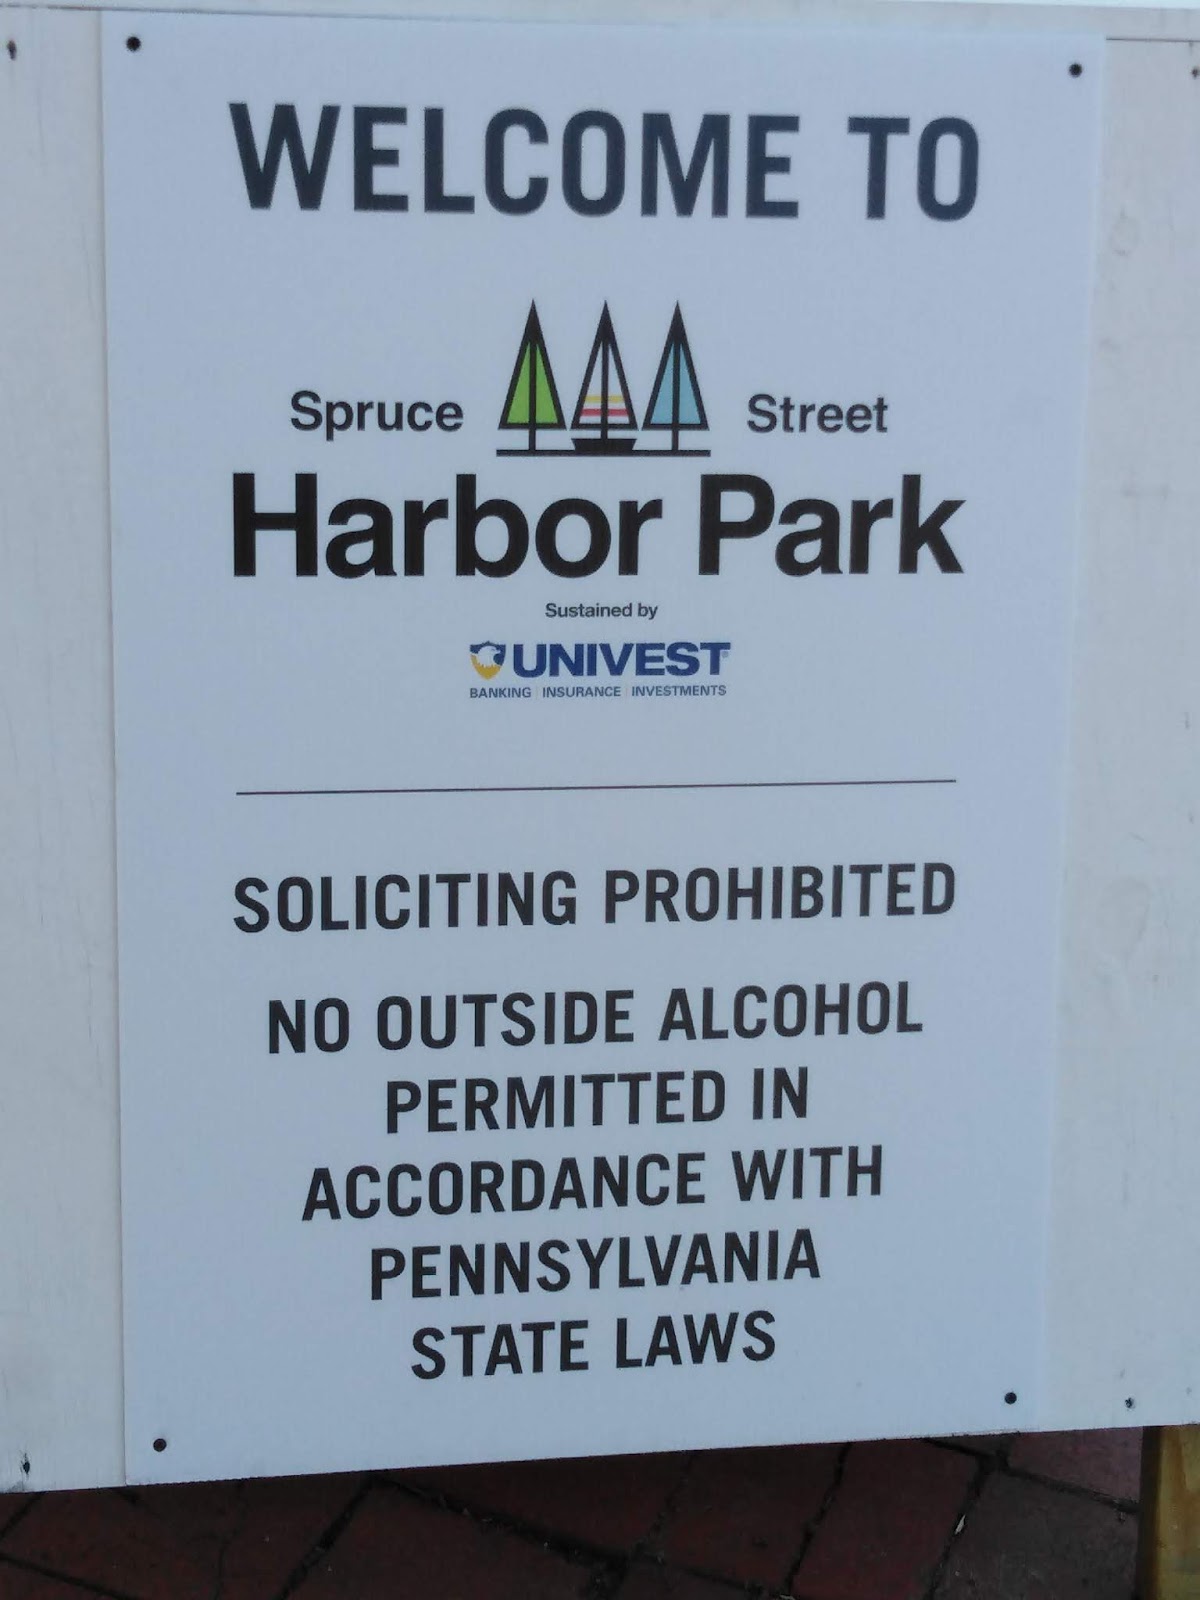 WELCOME TO
Spruce Street
Harbor Park
Sustained by
UNIVEST®
BANKING | INSURANCE | INVESTMENTS
SOLICITING PROHIBITED
NO OUTSIDE ALCOHOL
PERMITTED IN
ACCORDANCE WITH
PENNSYLVANIA
STATE LAWS